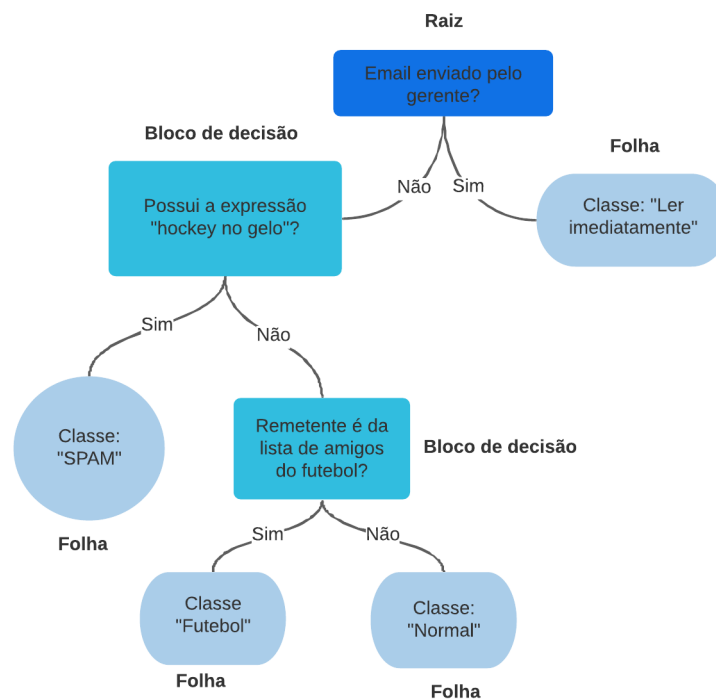 Raiz
Email enviado pelo
gerente?
Bloco de decisão
Folha
Não
Sim
Possui a expressão
"hockey no gelo"?
Classe: "Ler
imediatamente"
Sim
Não
Classe:
"SPAM"
Remetente é da
lista de amigos
do futebol?
Bloco de decisão
Folha
Sim
Não
Classe
"Futebol"
Classe:
"Normal"
Folha
Folha